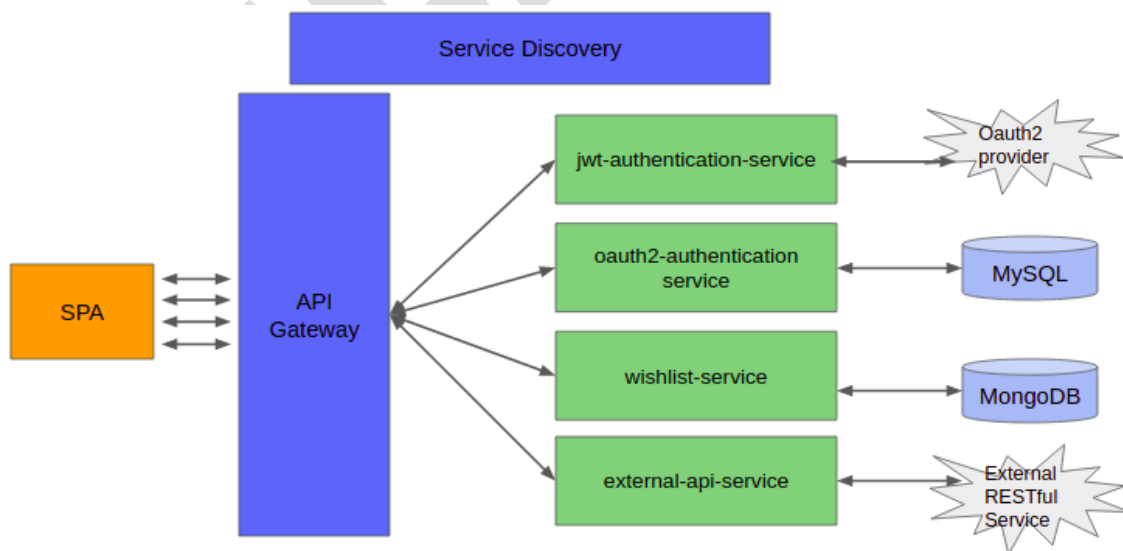 Service Discovery
jwt-authentication-service
Oauth2
provider
oauth2-authentication
service
MySQL
SPA
API
Gateway
wishlist-service
MongoDB
external-api-service
External
RESTful
Service